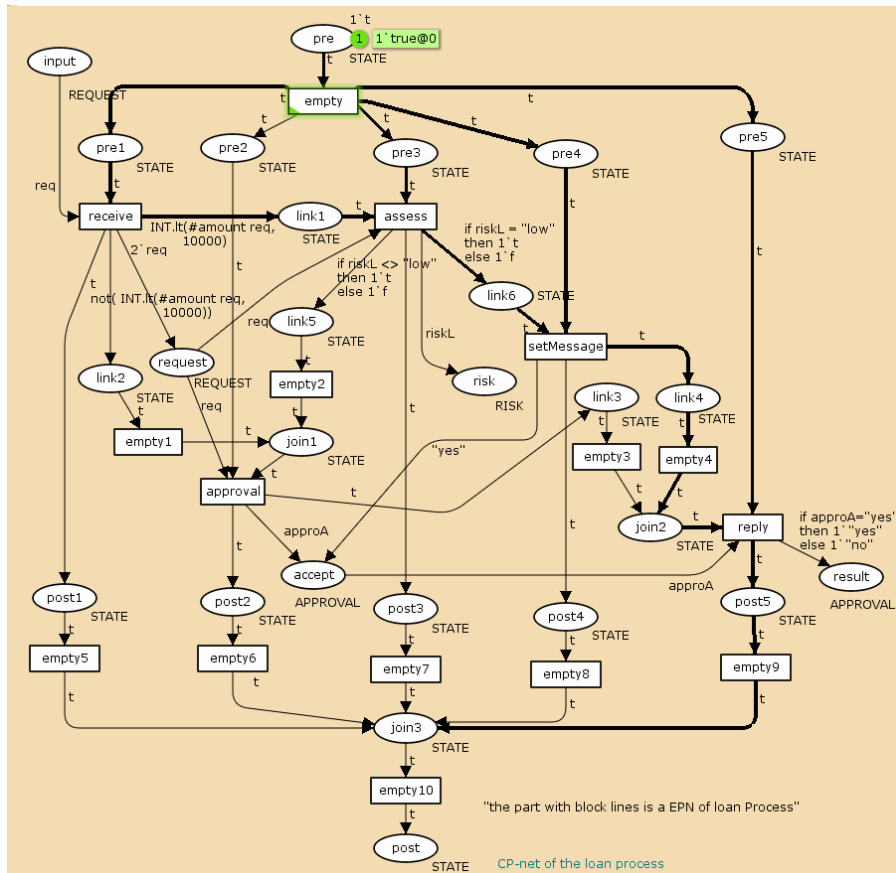 1`t
pre
1
1`true@0
STATE
input
REQUEST
t
t
empty
t
t
t
t
pre1
STATE
pre2
STATE
pre3
STATE
pre4
STATE
pre5
STATE
req
t
t
t
t
t
receive
link1
STATE
t
assess
INT.lt(#amount req,
10000)
2`req
t
not( INT.lt(#amount req,
10000))
if riskL <> "low"
then 1`t
else 1`f
if riskL = "low"
then 1`t
else 1`f
link6
STATE
t
req
link5
STATE
riskL
setMessage
t
request
REQUEST
link2
STATE
req
t
empty2
t
risk
RISK
link3
STATE
link4
STATE
t
empty1
t
join1
STATE
t
t
t
empty3
empty4
"yes"
approval
t
t
t
t
join2
STATE
t
reply
if approA="yes"
then 1`"yes"
else 1`"no"
approA
t
t
t
accept
APPROVAL
approA
result
APPROVAL
post1
STATE
post2
STATE
post3
STATE
post4
STATE
post5
STATE
t
t
t
t
t
empty5
empty6
empty7
empty8
empty9
t
t
t
t
t
join3
STATE
t
empty10
t
"the part with block lines is a EPN of loan Process"
post
STATE
CP-net of the loan process